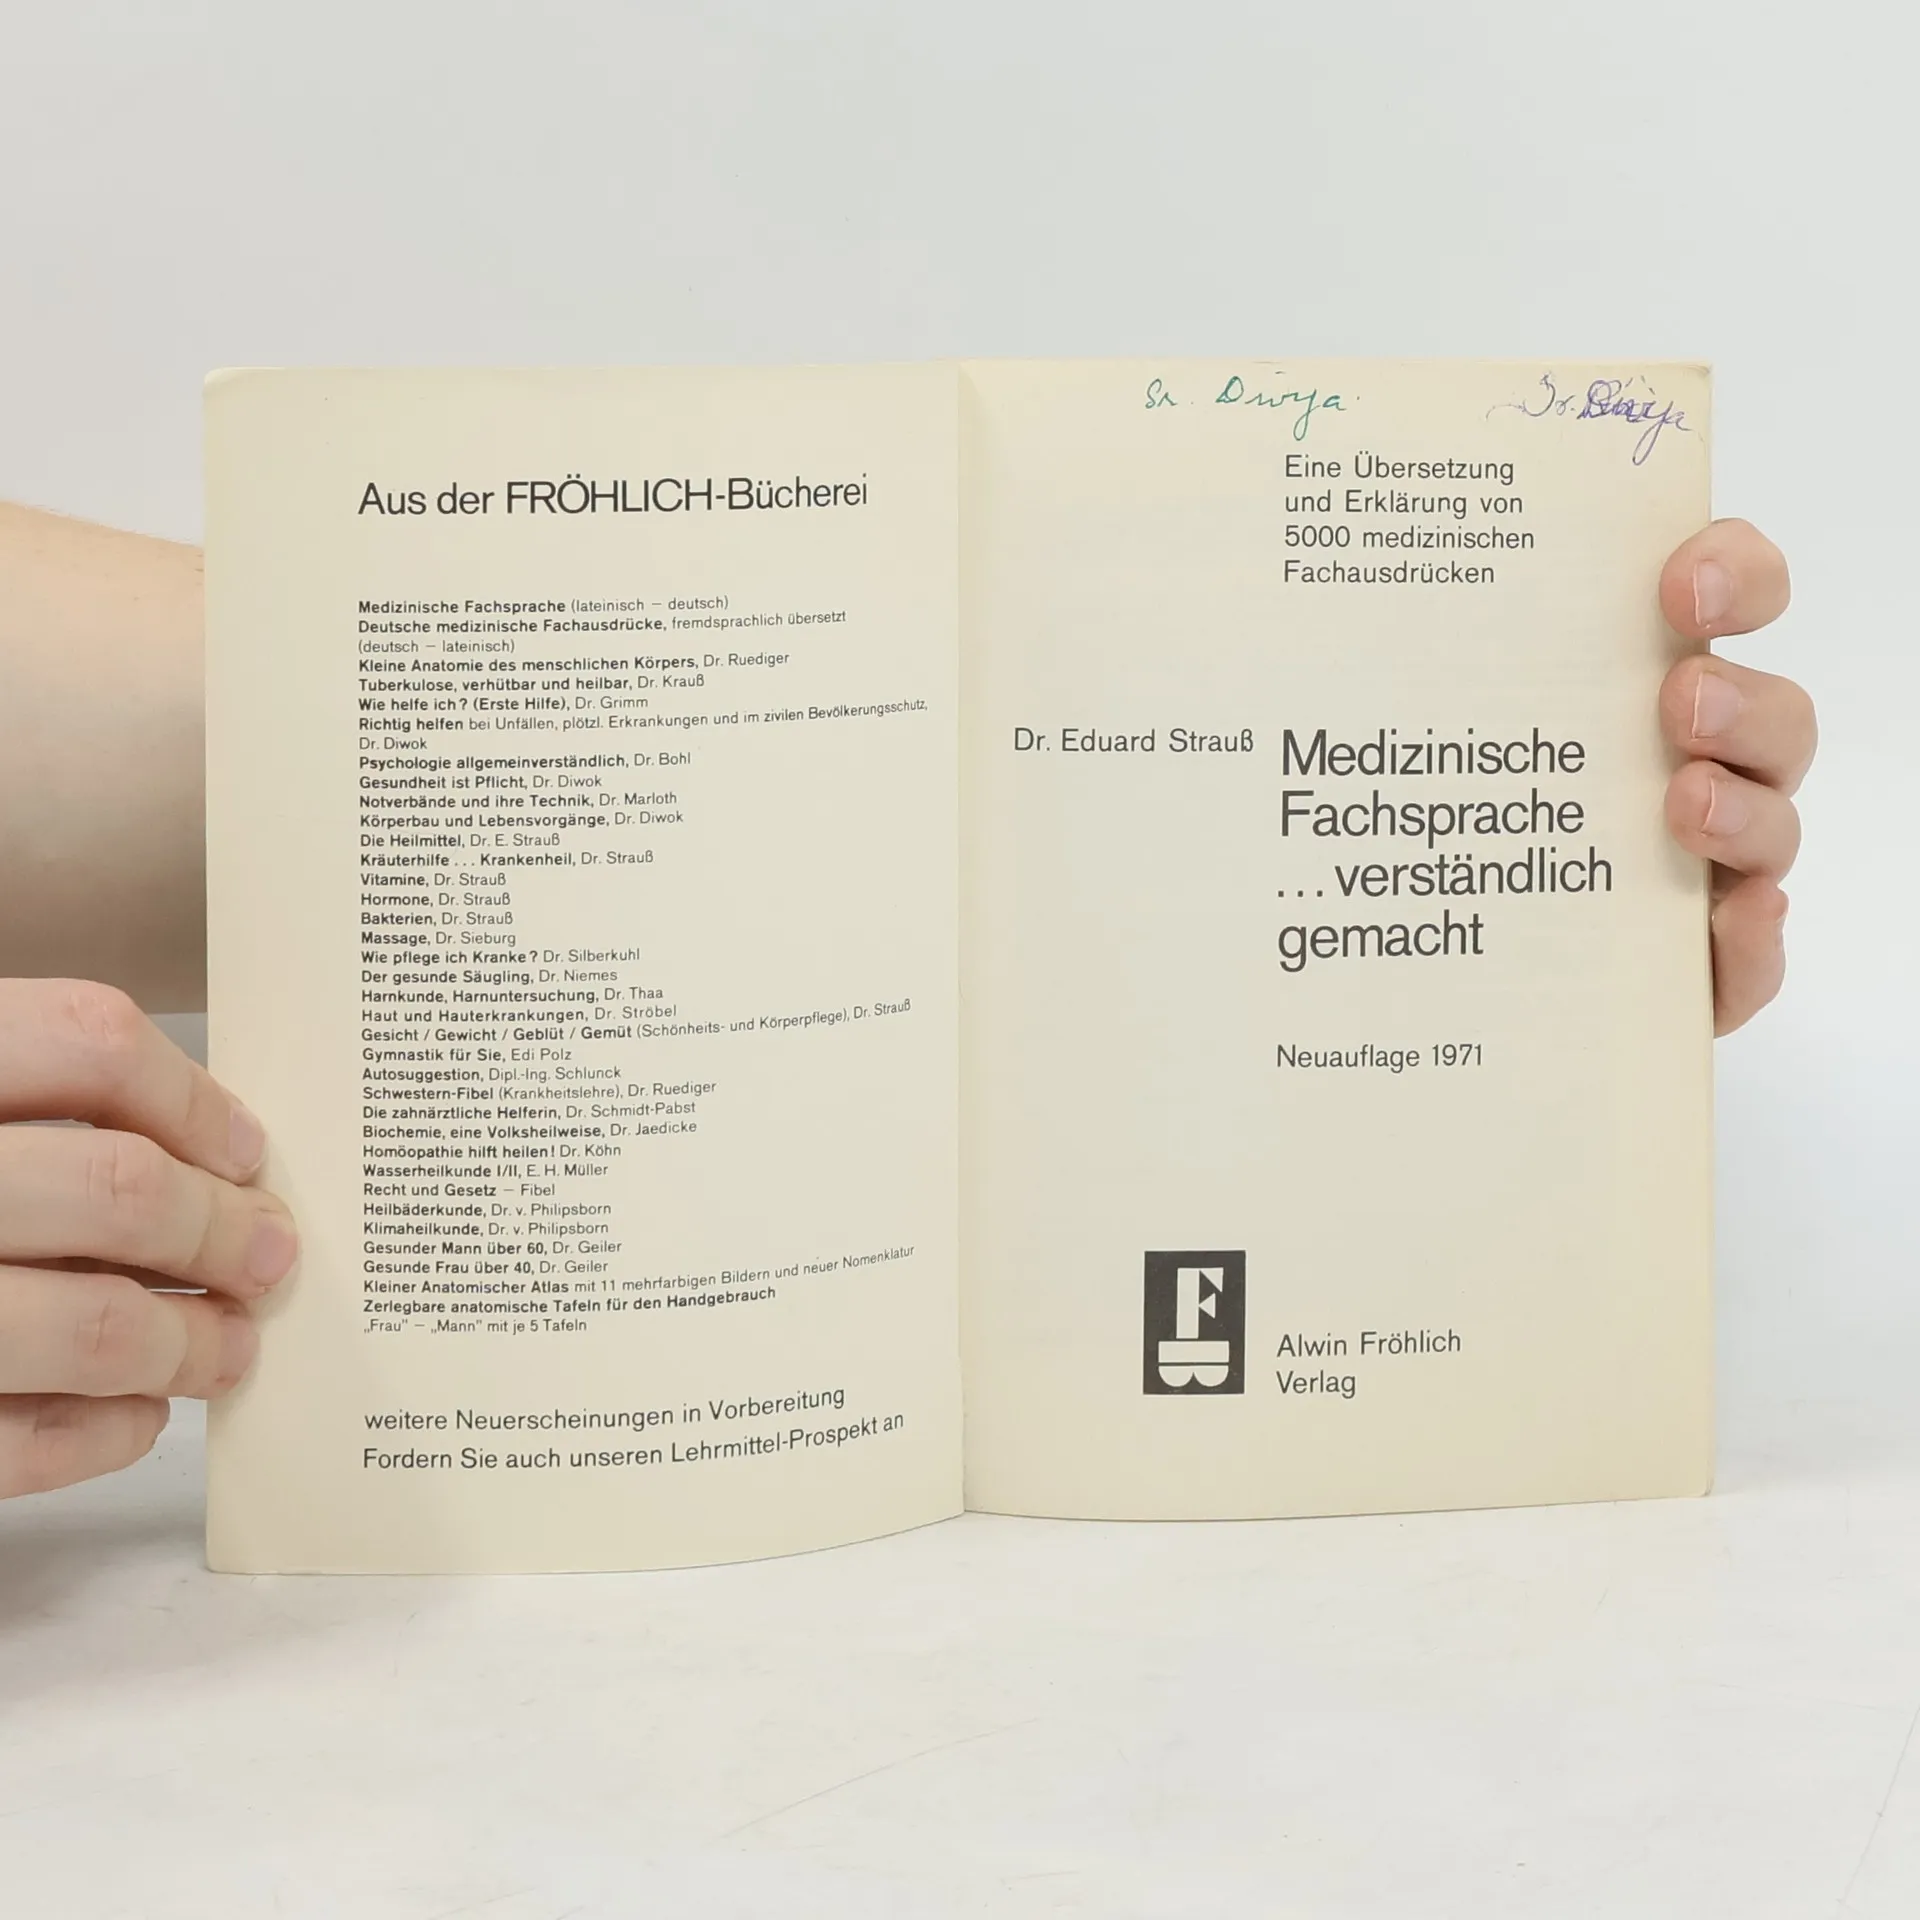 Aus der FRÖHLICH-Bücherei
Medizinische Fachsprache (lateinisch – deutsch)
Deutsche medizinische Fachausdrücke, fremdsprachlich übersetzt
(deutsch – lateinisch)
Kleine Anatomie des menschlichen Körpers, Dr. Ruediger
Tuberkulose, verhütbar und heilbar, Dr. Krauß
Wie helfe ich? (Erste Hilfe), Dr. Grimm
Richtig helfen bei Unfällen, plötzl. Erkrankungen und im zivilen Bevölkerungsschutz,
Dr. Diwok
Psychologie allgemeinverständlich, Dr. Bohl
Gesundheit ist Pflicht, Dr. Diwok
Notverbände und ihre Technik, Dr. Marloth
Körperbau und Lebensvorgänge, Dr. Diwok
Die Heilmittel, Dr. E. Strauß
Kräuterhilfe ... Krankenheil, Dr. Strauß
Vitamine, Dr. Strauß
Hormone, Dr. Strauß
Bakterien, Dr. Strauß
Massage, Dr. Sieburg
Wie pflege ich Kranke? Dr. Silberkuhl
Der gesunde Säugling, Dr. Niemes
Harnkunde, Harnuntersuchung, Dr. Thaa
Haut und Hauterkrankungen, Dr. Ströbel
Gesicht / Gewicht / Geblüt / Gemüt (Schönheits- und Körperpflege), Dr. Strauß
Gymnastik für Sie, Edi Polz
Autosuggestion, Dipl.-Ing. Schlunck
Schwestern-Fibel (Krankheitslehre), Dr. Ruediger
Die zahnärztliche Helferin, Dr. Schmidt-Pabst
Biochemie, eine Volksheilweise, Dr. Jaedicke
Homöopathie hilft heilen! Dr. Köhn
Wasserheilkunde I/II, E. H. Müller
Recht und Gesetz – Fibel
Heilbäderkunde, Dr. v. Philipsborn
Klimaheilkunde, Dr. v. Philipsborn
Gesunder Mann über 60, Dr. Geiler
Gesunde Frau über 40, Dr. Geiler
Kleiner Anatomischer Atlas mit 11 mehrfarbigen Bildern und neuer Nomenklatur
Zerlegbare anatomische Tafeln für den Handgebrauch
„Frau" – „Mann" mit je 5 Tafeln
weitere Neuerscheinungen in Vorbereitung
Fordern Sie auch unseren Lehrmittel-Prospekt an
Sr. Divya
Eine Übersetzung
und Erklärung von
5000 medizinischen
Fachausdrücken
Dr. Eduard Strauß
Medizinische
Fachsprache
...verständlich
gemacht
Neuauflage 1971
FB
Alwin Fröhlich
Verlag